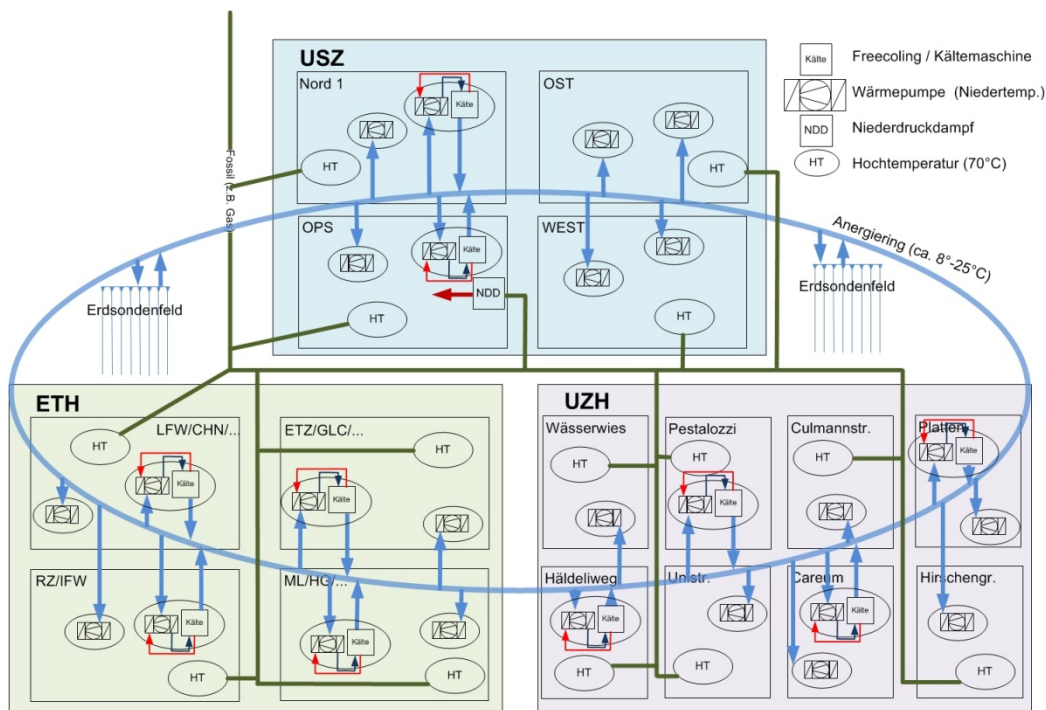 USZ
Nord 1
Kälte
HT
OST
HT
Freecoling / Kältemaschine
Kälte
Wärmepumpe (Niedertemp.)
NDD
Niederdruckdampf
HT
Hochtemperatur (70°C)
Fossil (z.B. Gas)
OPS
Kälte
NDD
HT
WEST
HT
Anergiering (ca. 8°-25°C)
Erdsondenfeld
Erdsondenfeld
ETH
LFW/CHN/...
HT
Kälte
ETZ/GLC/...
HT
Kälte
RZ/IFW
Kälte
HT
ML/HG/...
Kälte
HT
UZH
Wässerwies
HT
Pestalozzi
HT
Kälte
Culmannstr.
HT
Platten
Kälte
Häldeliweg
Kälte
HT
Unistr.
HT
Careum
Kälte
Hirschengr.
HT